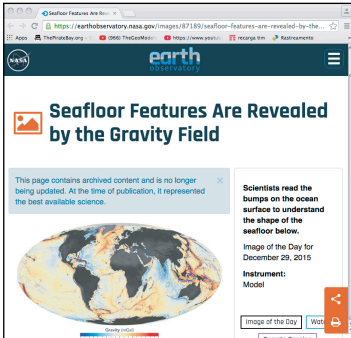 Seafloor Features Are Reve
https://earthobservatory.nasa.gov/images/87189/seafloor-features-are-revealed-by-the...
Apps ThePirateBay.org - (986) TheGeoModels https://www.youtub recarga tim Rastreamento
NASA
earth
observatory
Seafloor Features Are Revealed
by the Gravity Field
This page contains archived content and is no longer
being updated. At the time of publication, it represented
the best available science.
Gravity (mGal)
Scientists read the
bumps on the ocean
surface to understand
the shape of the
seafloor below.
Image of the Day for
December 29, 2015
Instrument:
Model
Image of the Day Wat